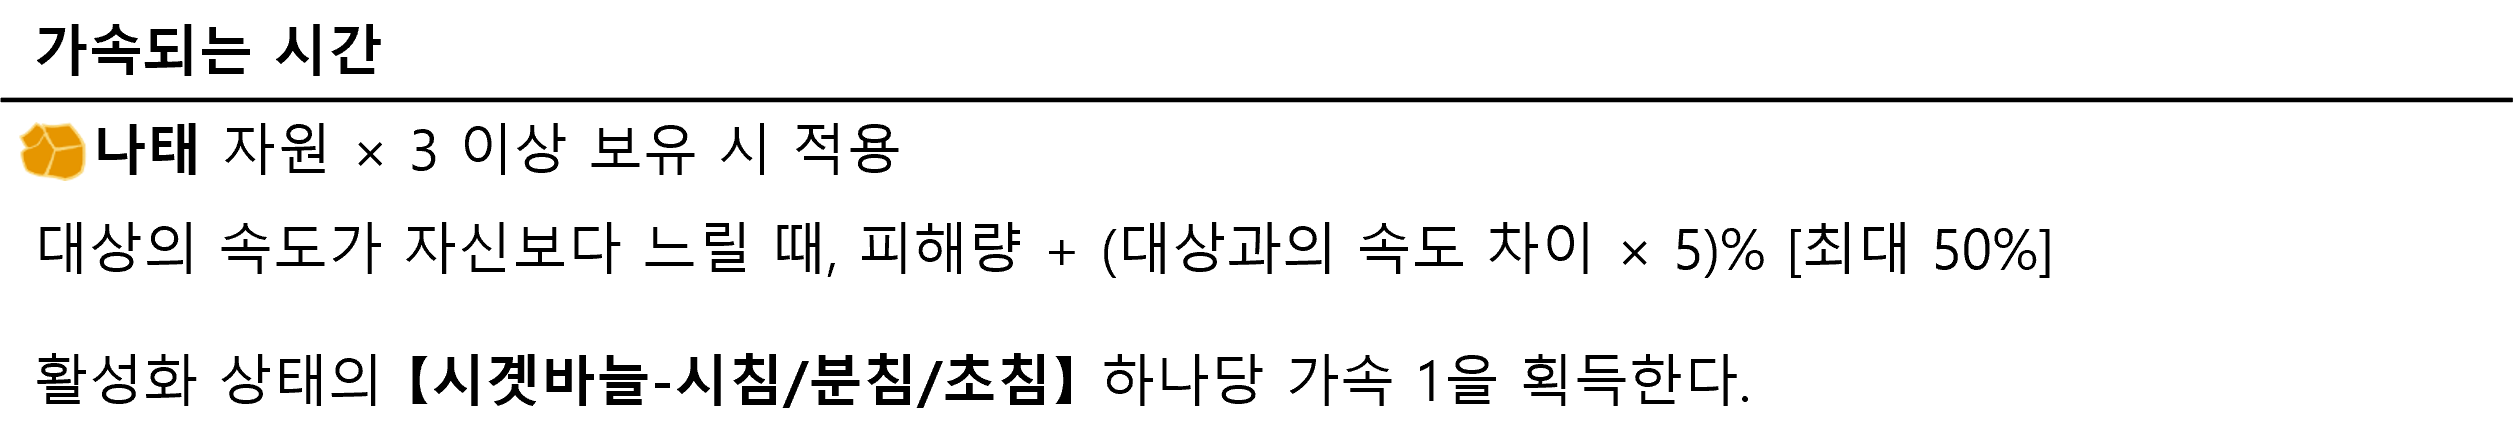 가속되는 시간
나태 자원 × 3 이상 보유 시 적용
대상의 속도가 자신보다 느릴 때, 피해량 + (대상과의 속도 차이 × 5)% [최대 50%]
활성화 상태의 【시곗바늘-시침/분침/초침】 하나당 가속 1을 획득한다.